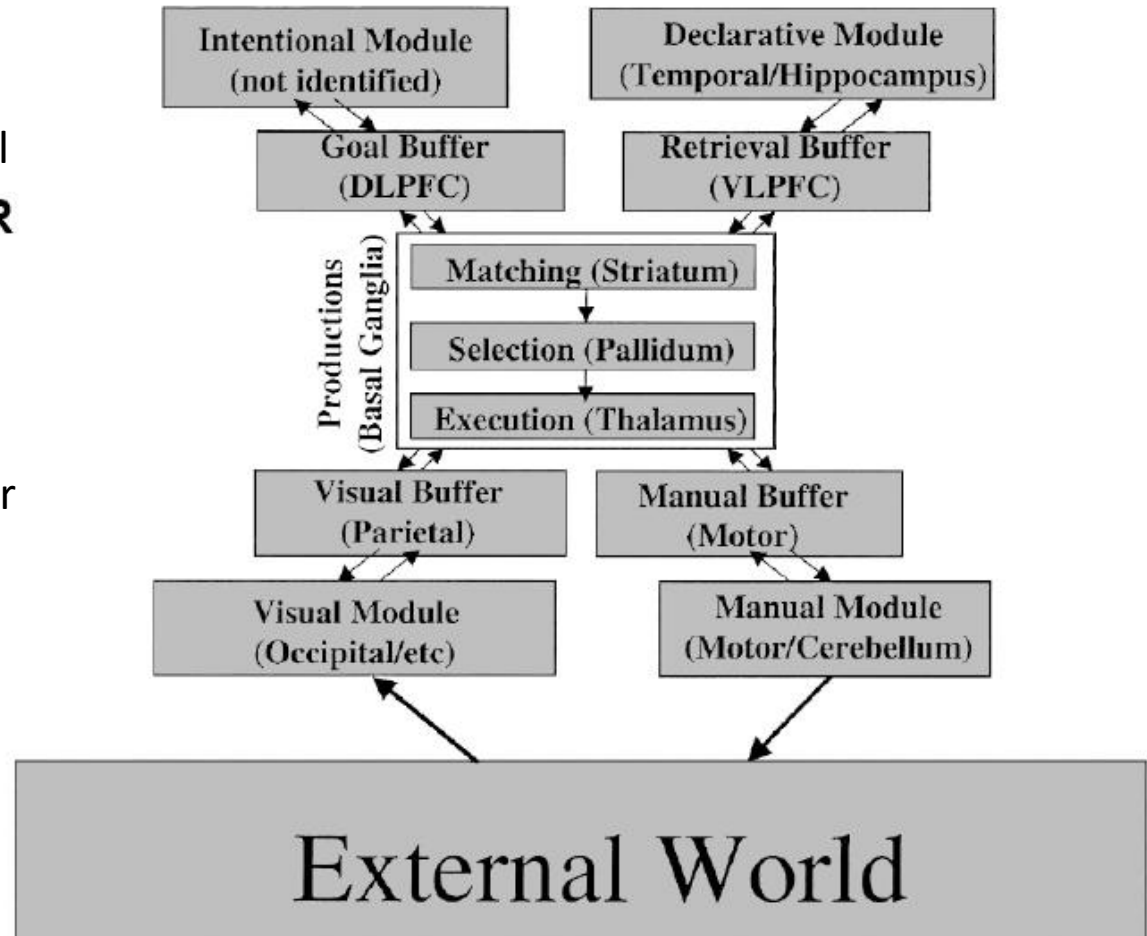 Intentional Module
(not identified)
Declarative Module
(Temporal/Hippocampus)
l
R
Goal Buffer
(DLPFC)
Retrieval Buffer
(VLPFC)
Productions
(Basal Ganglia)
Matching (Striatum)
Selection (Pallidum)
Execution (Thalamus)
r
Visual Buffer
(Parietal)
Manual Buffer
(Motor)
Visual Module
(Occipital/etc)
Manual Module
(Motor/Cerebellum)
External World